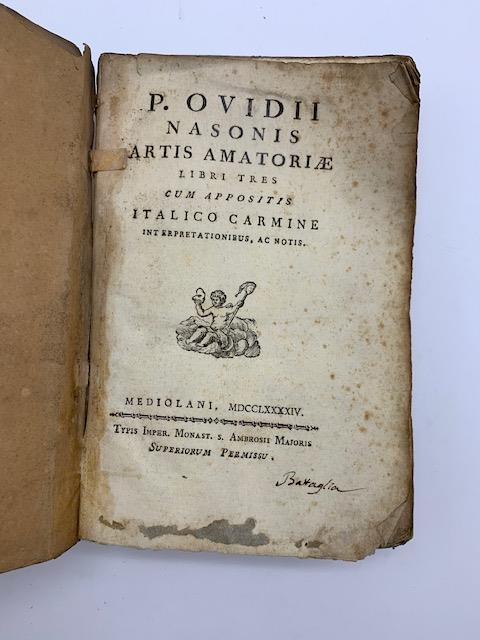 P. OVIDII
NASONIS
ARTIS AMATORIÆ
LIBRI TRES
CUM APPOSITIS
ITALICO CARMINE
INTERPRETATIONIBUS, AC NOTIS.
MEDIOLANI, MDCCLXXXXIV.
TYPIS IMPER. MONAST. S. AMBROSII MAJORIS
SUPERIORUM PERMISSU.
Battaglia